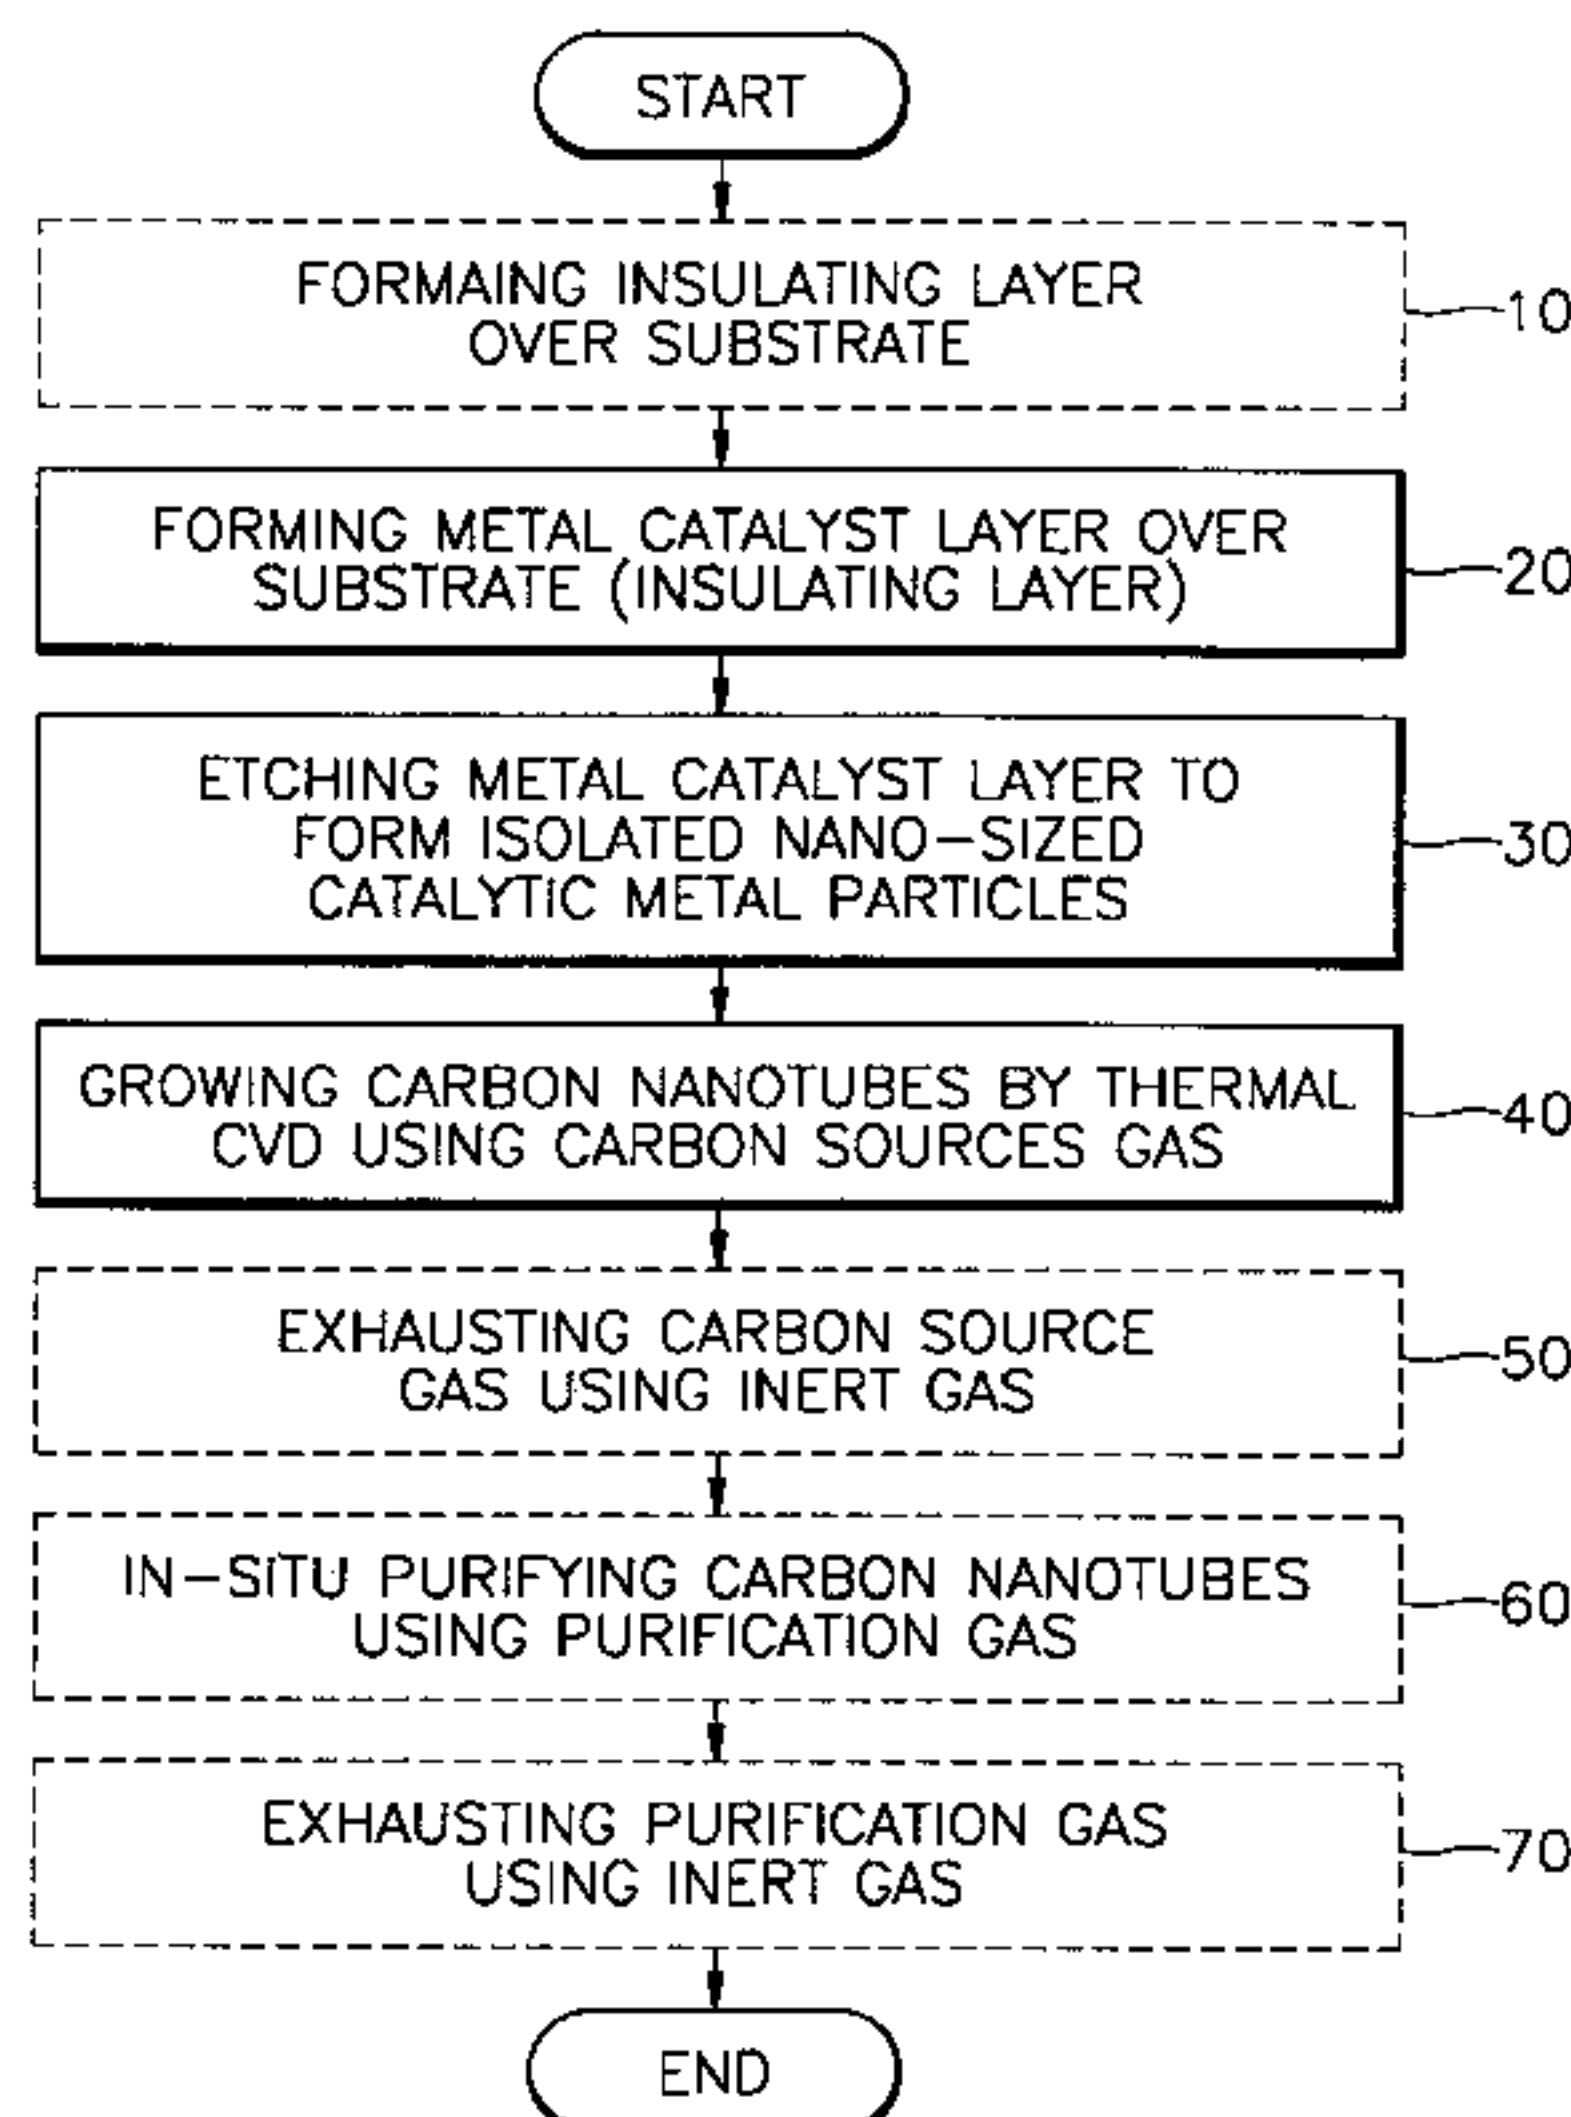 START
FORMAING INSULATING LAYER
OVER SUBSTRATE
10
FORMING METAL CATALYST LAYER OVER
SUBSTRATE (INSULATING LAYER)
20
ETCHING METAL CATALYST LAYER TO
FORM ISOLATED NANO-SIZED
CATALYTIC METAL PARTICLES
30
GROWING CARBON NANOTUBES BY THERMAL
CVD USING CARBON SOURCES GAS
40
EXHAUSTING CARBON SOURCE
GAS USING INERT GAS
50
IN-SITU PURIFYING CARBON NANOTUBES
USING PURIFICATION GAS
60
EXHAUSTING PURIFICATION GAS
USING INERT GAS
70
END